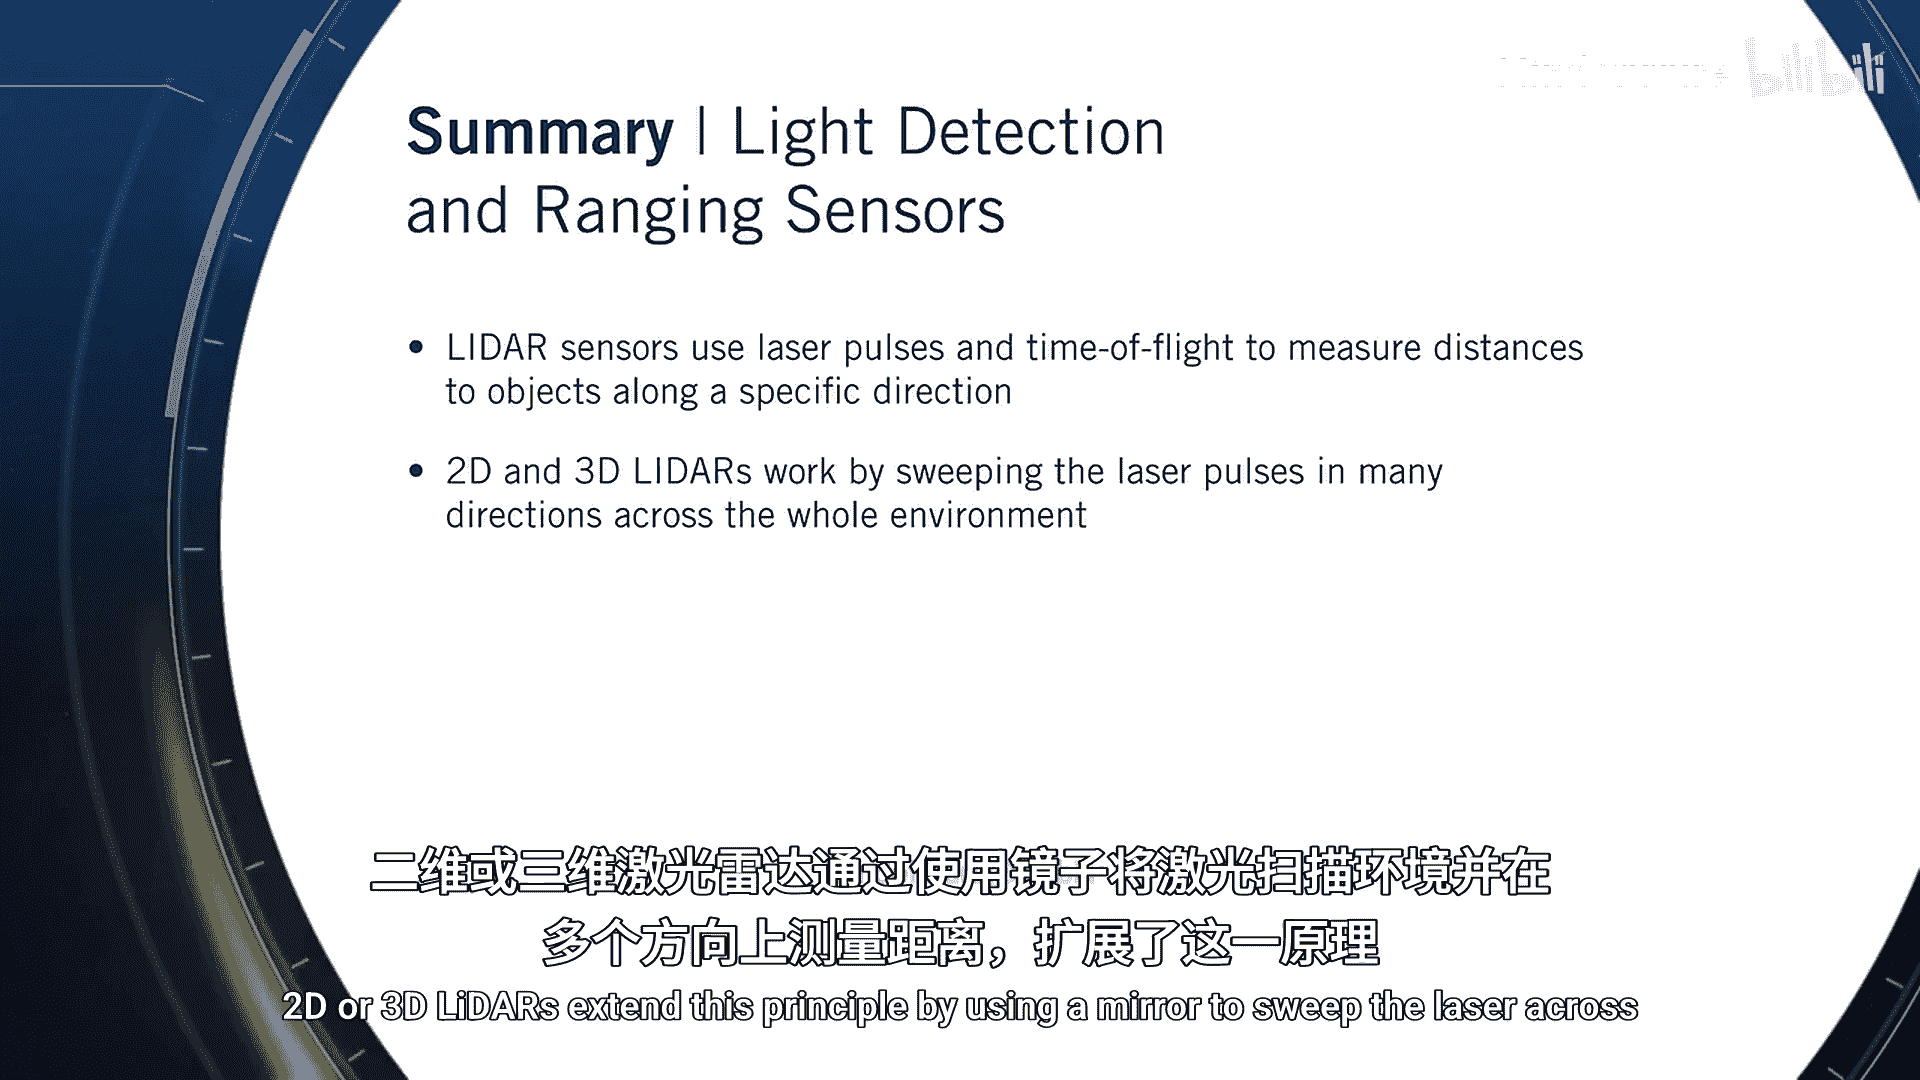 bilibili
Summary | Light Detection
and Ranging Sensors
• LIDAR sensors use laser pulses and time-of-flight to measure distances
to objects along a specific direction
• 2D and 3D LIDARs work by sweeping the laser pulses in many
directions across the whole environment
二维或三维激光雷达通过使用镜子将激光扫描环境并在
多个方向上测量距离，扩展了这一原理
2D or 3D LiDARs extend this principle by using a mirror to sweep the laser across